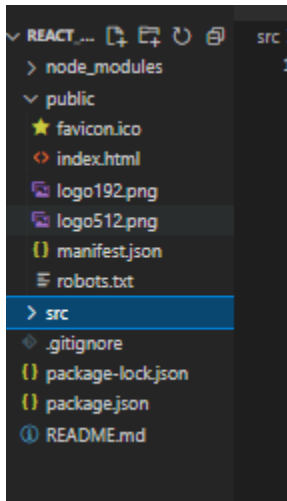 REACT_...
src
node_modules
1
public
favicon.ico
index.html
logo192.png
logo512.png
manifest.json
robots.txt
src
.gitignore
package-lock.json
package.json
README.md